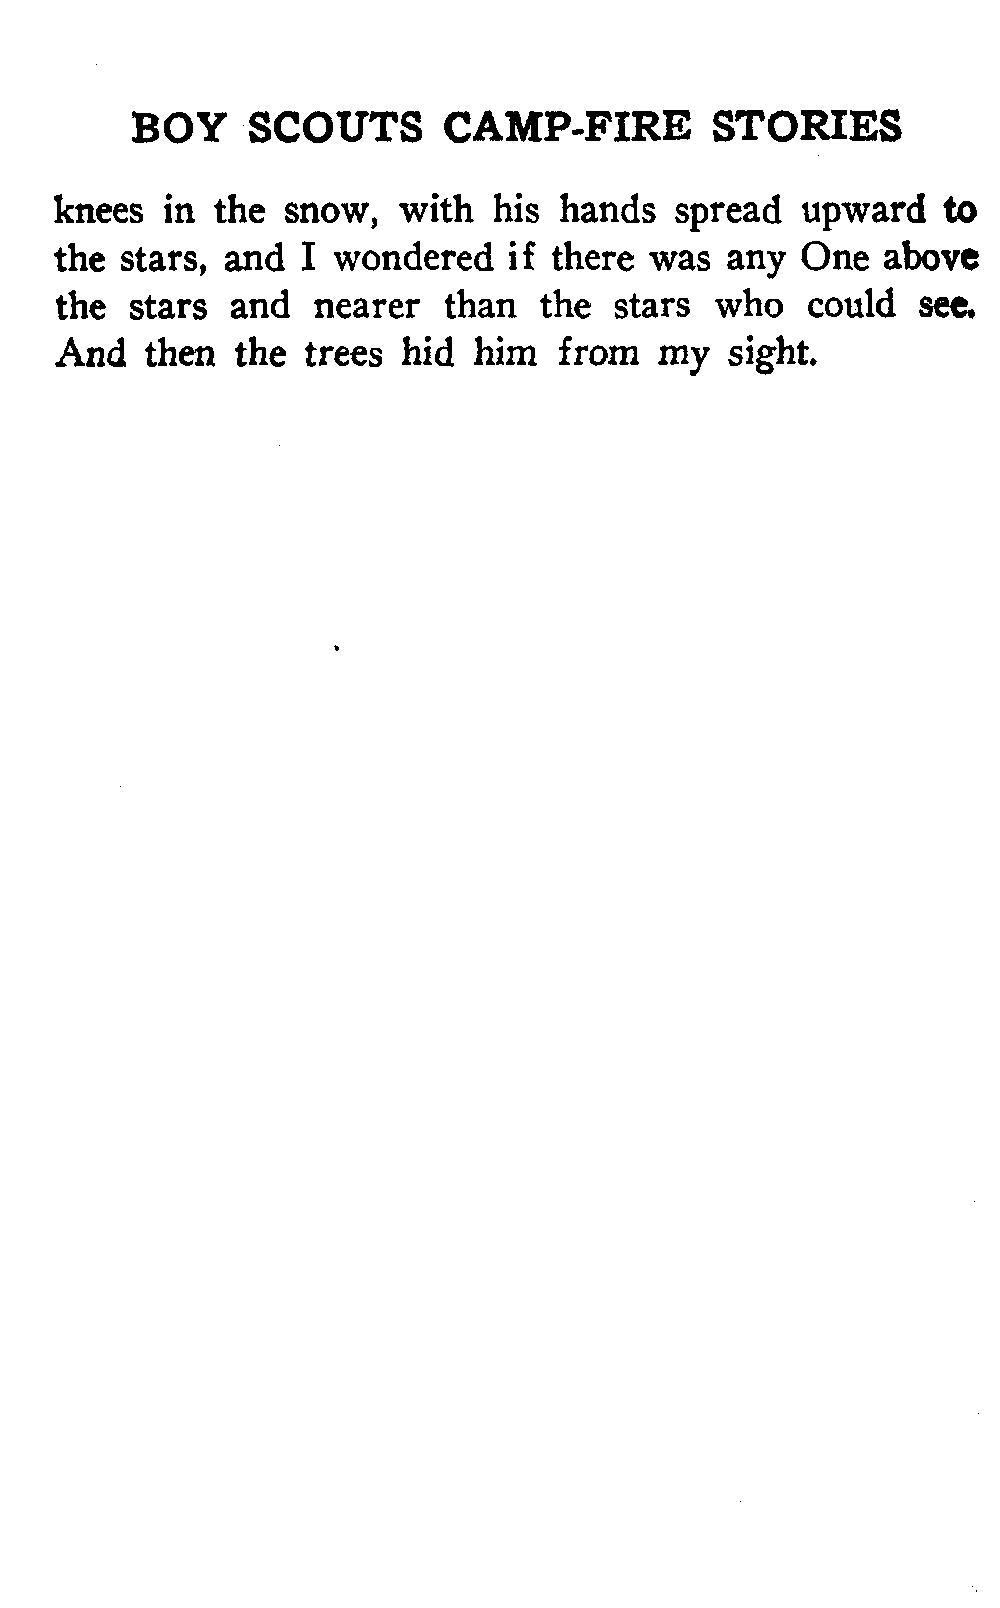 BOY SCOUTS CAMP-FIRE STORIES
knees in the snow, with his hands spread upward to
the stars, and I wondered if there was any One above
the stars and nearer than the stars who could see.
And then the trees hid him from my sight.